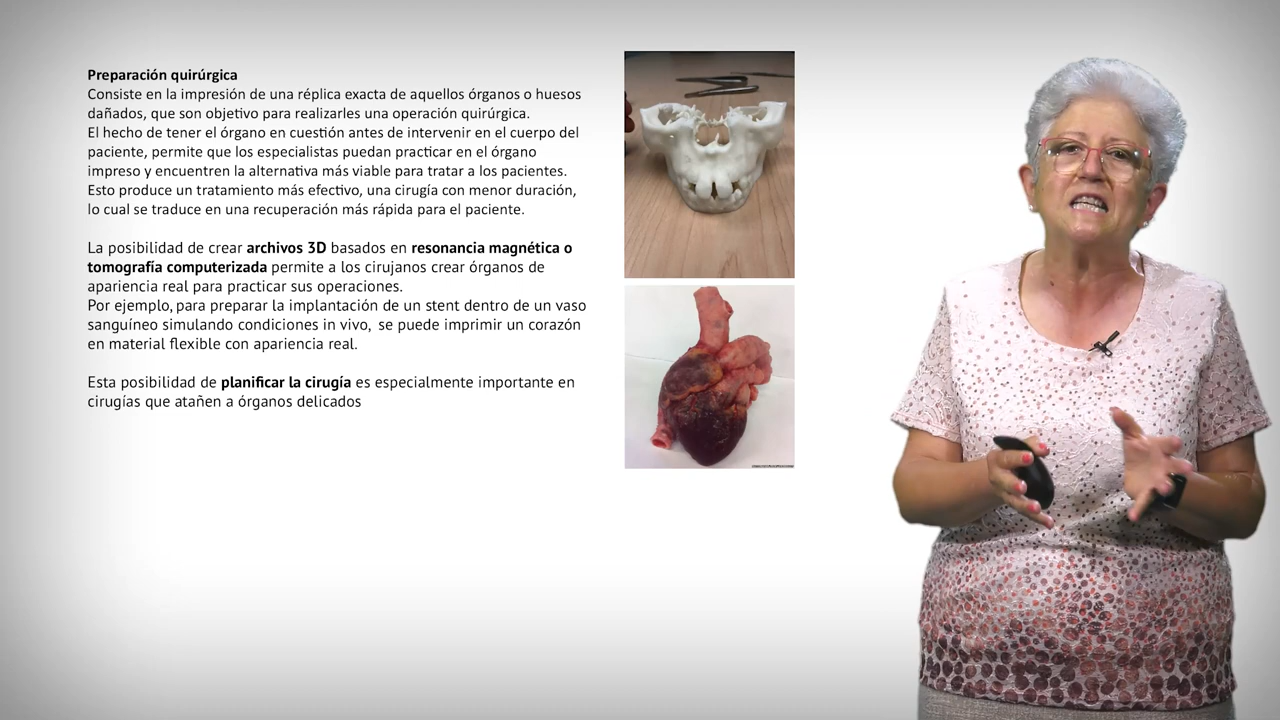 Preparación quirúrgica
Consiste en la impresión de una réplica exacta de aquellos órganos o huesos
dañados, que son objetivo para realizarles una operación quirúrgica.
El hecho de tener el órgano en cuestión antes de intervenir en el cuerpo del
paciente, permite que los especialistas puedan practicar en el órgano
impreso y encuentren la alternativa más viable para tratar a los pacientes.
Esto produce un tratamiento más efectivo, una cirugía con menor duración,
lo cual se traduce en una recuperación más rápida para el paciente.
La posibilidad de crear archivos 3D basados en resonancia magnética o
tomografía computerizada permite a los cirujanos crear órganos de
apariencia real para practicar sus operaciones.
Por ejemplo, para preparar la implantación de un stent dentro de un vaso
sanguíneo simulando condiciones in vivo, se puede imprimir un corazón
en material flexible con apariencia real.
Esta posibilidad de planificar la cirugía es especialmente importante en
cirugías que atañen a órganos delicados